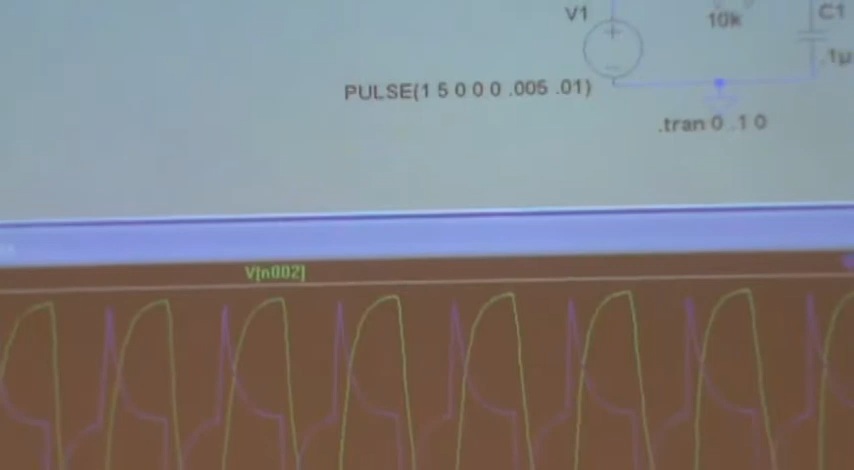 V1
10k
C1
.1µ
PULSE(1 5 0 0 0 .005 .01)
.tran 0 .1 0
V[n002]